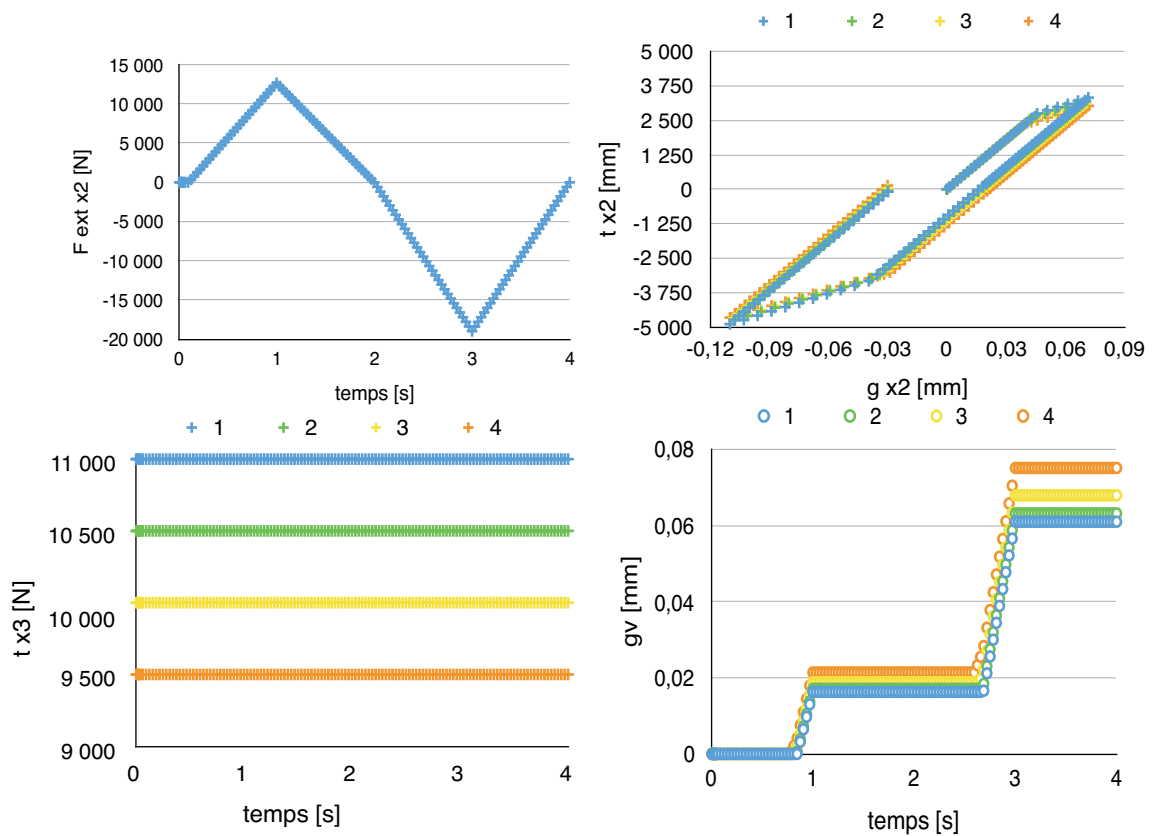 15 000
10 000
5 000
0
-5 000
-10 000
-15 000
-20 000
F ext x2 [N]
0 1 2 3 4
temps [s]
1 2 3 4
5 000
3 750
2 500
1 250
0
-1 250
-2 500
-3 750
-5 000
t x2 [mm]
-0,12 -0,09 -0,06 -0,03 0 0,03 0,06 0,09
g x2 [mm]
1 2 3 4
11 000
10 500
10 000
9 500
9 000
t x3 [N]
0 1 2 3 4
temps [s]
1 2 3 4
0,08
0,06
0,04
0,02
0
gv [mm]
0 1 2 3 4
temps [s]